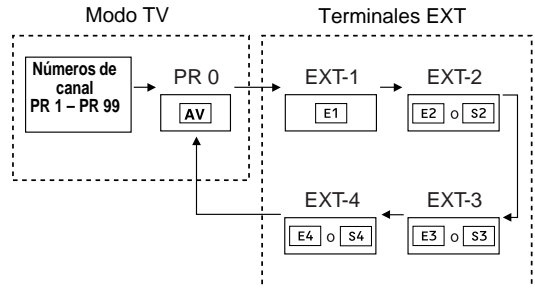 Modo TV
Terminales EXT
Números de
canal
PR 1 – PR 99
PR 0
AV
EXT-1
E1
EXT-2
E2 o S2
EXT-4
E4 o S4
EXT-3
E3 o S3